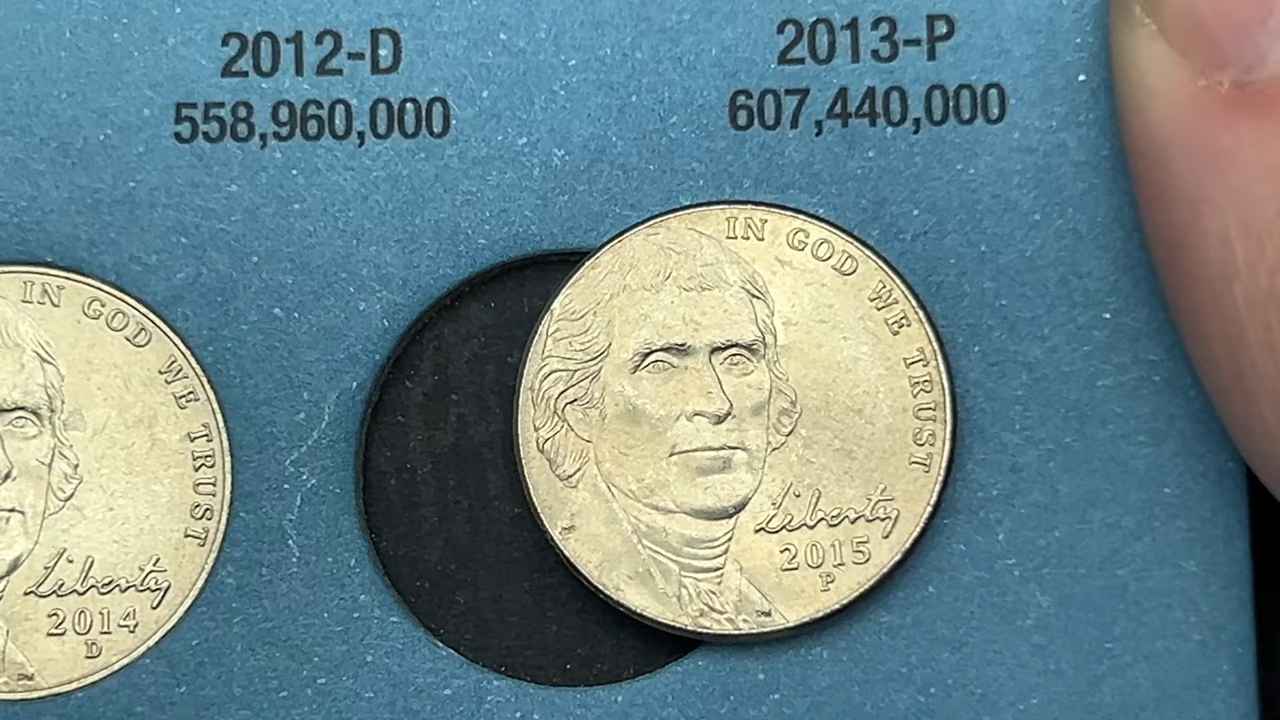 2012-D
558,960,000
2013-P
607,440,000
IN GOD WE TRUST
Liberty
2014
D
IN GOD WE TRUST
Liberty
2015
P